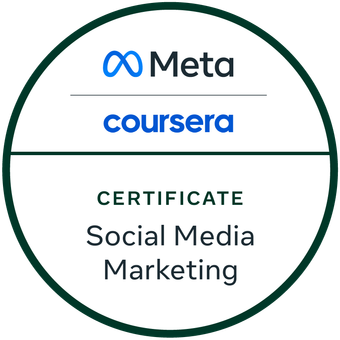 Meta
coursera
CERTIFICATE
Social Media
Marketing